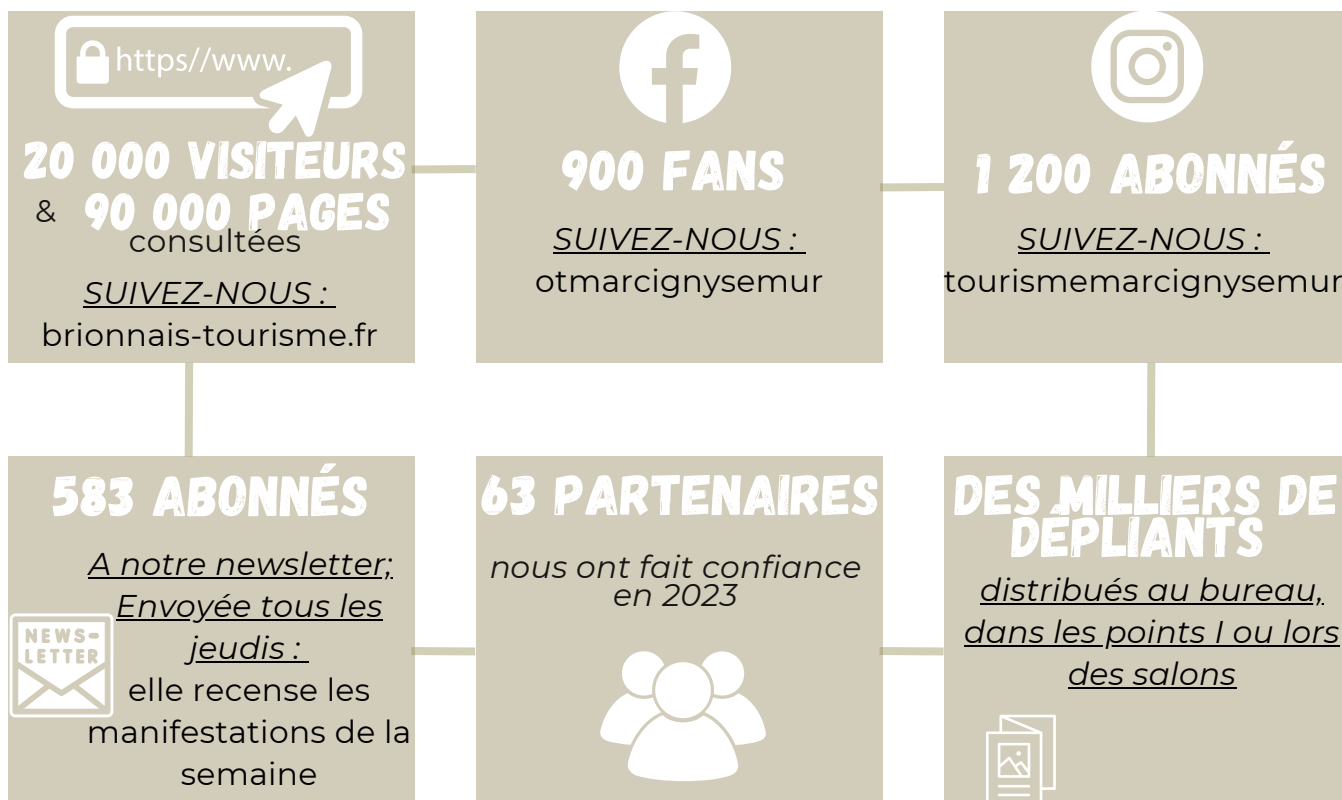 https//www.
20 000 VISITEURS
& 90 000 PAGES
consultées
SUIVEZ-NOUS :
brionnais-tourisme.fr
900 FANS
SUIVEZ-NOUS :
otmarcignysemur
1 200 ABONNÉS
SUIVEZ-NOUS :
tourismemarcignysemur
583 ABONNÉS
A notre newsletter;
Envoyée tous les
jeudis :
NEWS-
LETTER
elle recense les
manifestations de la
semaine
63 PARTENAIRES
nous ont fait confiance
en 2023
DES MILLIERS DE
DÉPLIANTS
distribués au bureau,
dans les points I ou lors
des salons